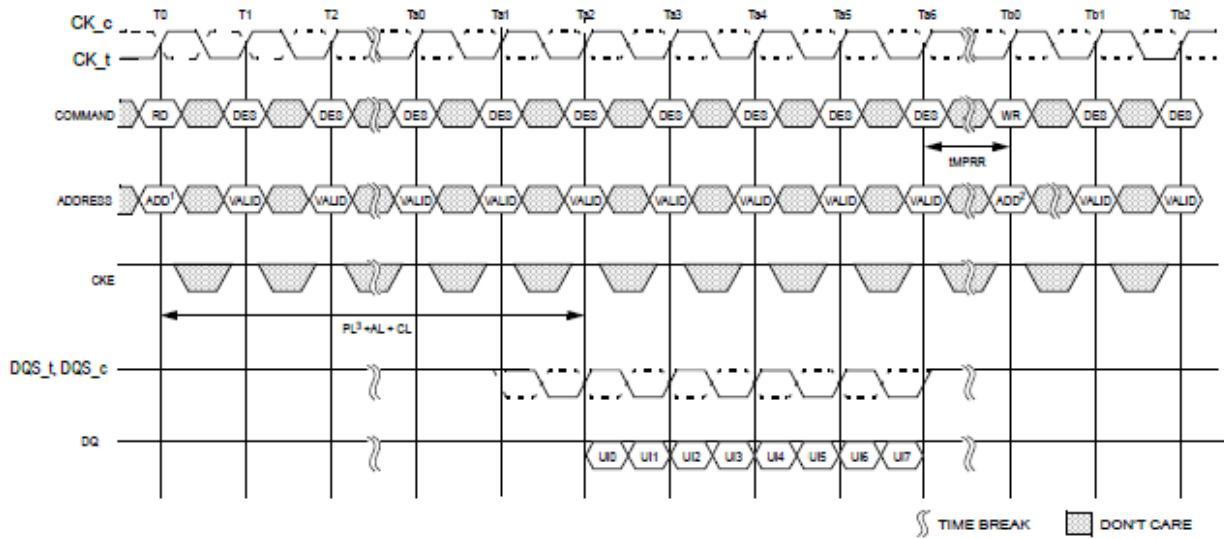 T0 T1 T2 Ta0 Ta1 Ta2 Ta3 Ta4 Ta5 Ta6 Tb0 Tb1 Tb2
CK_c
CK_t
COMMAND RD DES DES DES DES DES DES DES DES DES WR DES DES
tMPRR
ADDRESS ADD1 VALID VALID VALID VALID VALID VALID VALID VALID VALID ADD2 VALID VALID
CKE
PL3 +AL + CL
DQS_t, DQS_c
DQ UI0 UI1 UI2 UI3 UI4 UI5 UI6 UI7
TIME BREAK DON'T CARE